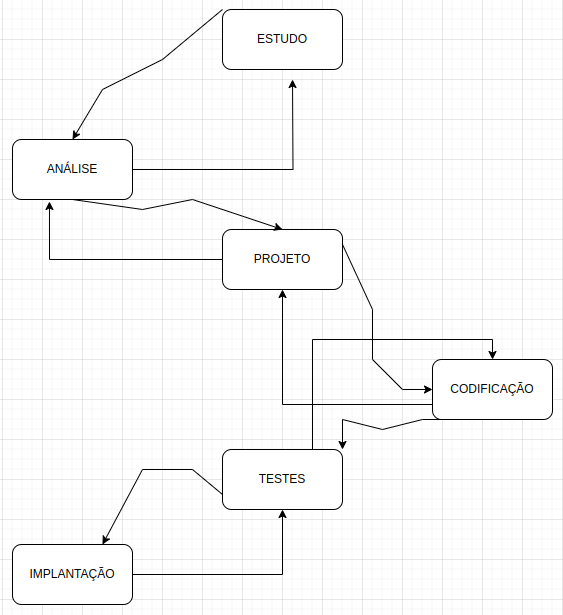 ESTUDO
ANÁLISE
PROJETO
CODIFICAÇÃO
TESTES
IMPLANTAÇÃO